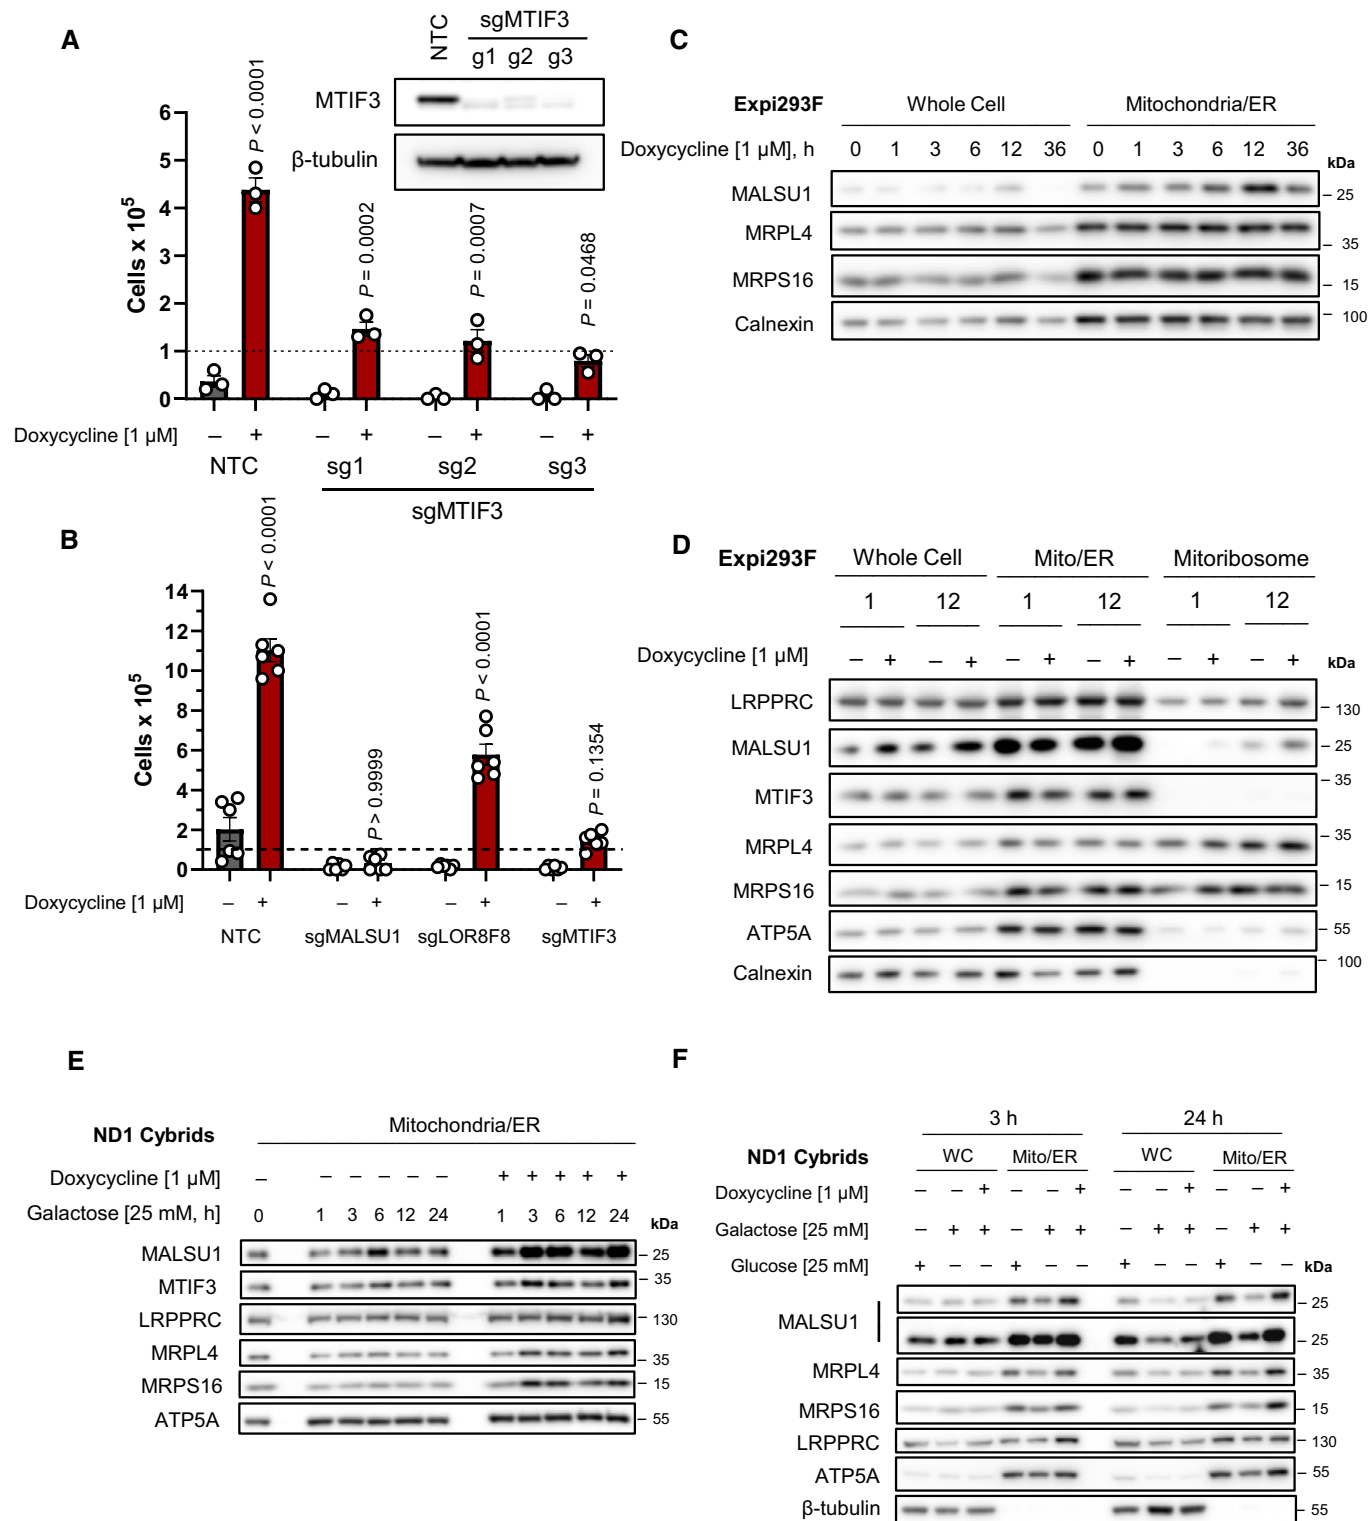 A
NTC
sgMTIF3
g1 g2 g3
MTIF3
β-tubulin
Cells x 10⁵
6
5
4
3
2
1
0
P < 0.0001
P = 0.0002
P = 0.0007
P = 0.0468
Doxycycline [1 µM] – + – + – + – +
NTC sg1 sg2 sg3
sgMTIF3
B
Cells x 10⁵
14
12
10
8
6
4
2
0
P < 0.0001
P > 0.9999
P < 0.0001
P = 0.1354
Doxycycline [1 µM] – + – + – + – +
NTC sgMALSU1 sgLOR8F8 sgMTIF3
C
Expi293F Whole Cell Mitochondria/ER
Doxycycline [1 µM], h 0 1 3 6 12 36 0 1 3 6 12 36 kDa
MALSU1 25
MRPL4 35
MRPS16 15
Calnexin 100
D
Expi293F Whole Cell Mito/ER Mitoribosome
1 12 1 12 1 12
Doxycycline [1 µM] – + – + – + – + – + – + kDa
LRPPRC 130
MALSU1 25
MTIF3 35
MRPL4 35
MRPS16 15
ATP5A 55
Calnexin 100
E
ND1 Cybrids Mitochondria/ER
Doxycycline [1 µM] – – – – – – + + + + +
Galactose [25 mM, h] 0 1 3 6 12 24 1 3 6 12 24 kDa
MALSU1 25
MTIF3 35
LRPPRC 130
MRPL4 35
MRPS16 15
ATP5A 55
F
3 h 24 h
ND1 Cybrids WC Mito/ER WC Mito/ER
Doxycycline [1 µM] – – + – – + – – + – – +
Galactose [25 mM] – + + – + + – + + – + +
Glucose [25 mM] + – – + – – + – – + – – kDa
MALSU1 25
25
MRPL4 35
MRPS16 15
LRPPRC 130
ATP5A 55
β-tubulin 55